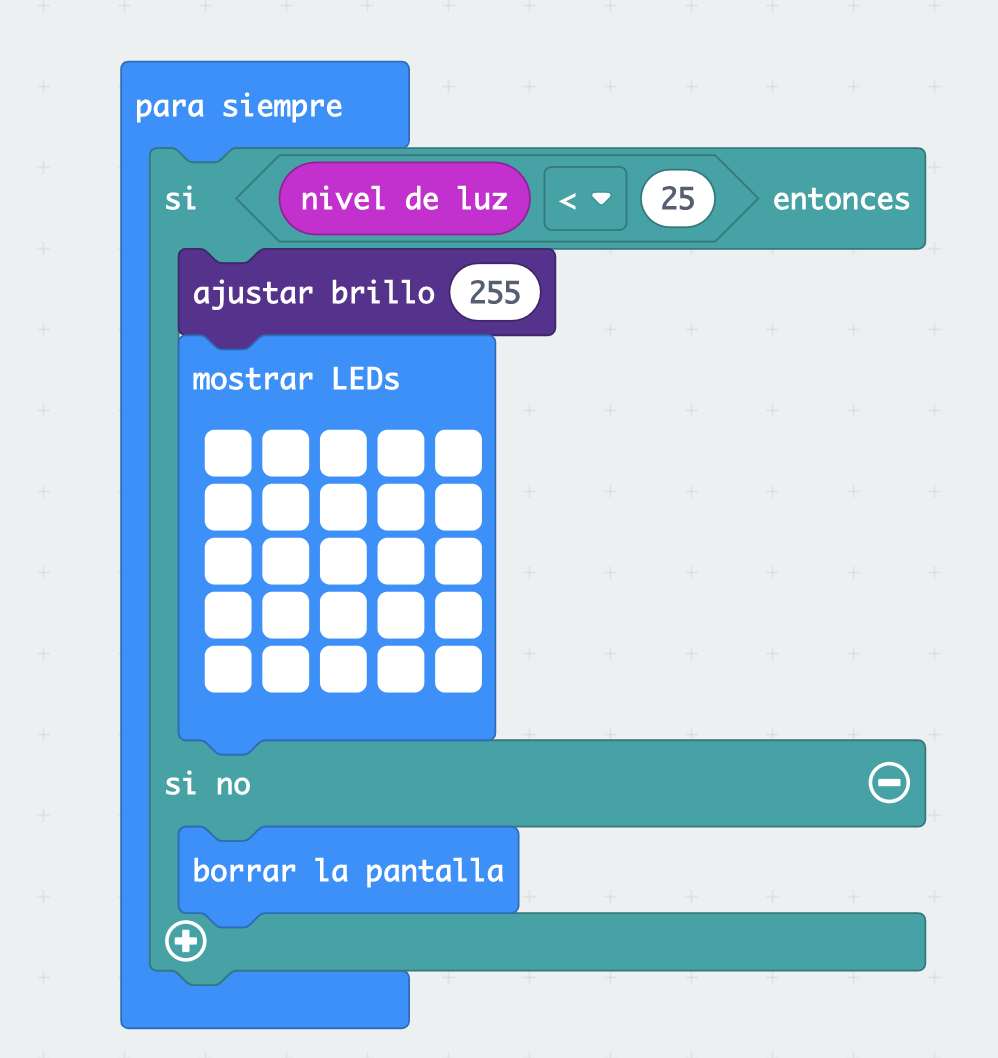 para siempre
si nivel de luz < 25 entonces
ajustar brillo 255
mostrar LEDs
si no
borrar la pantalla